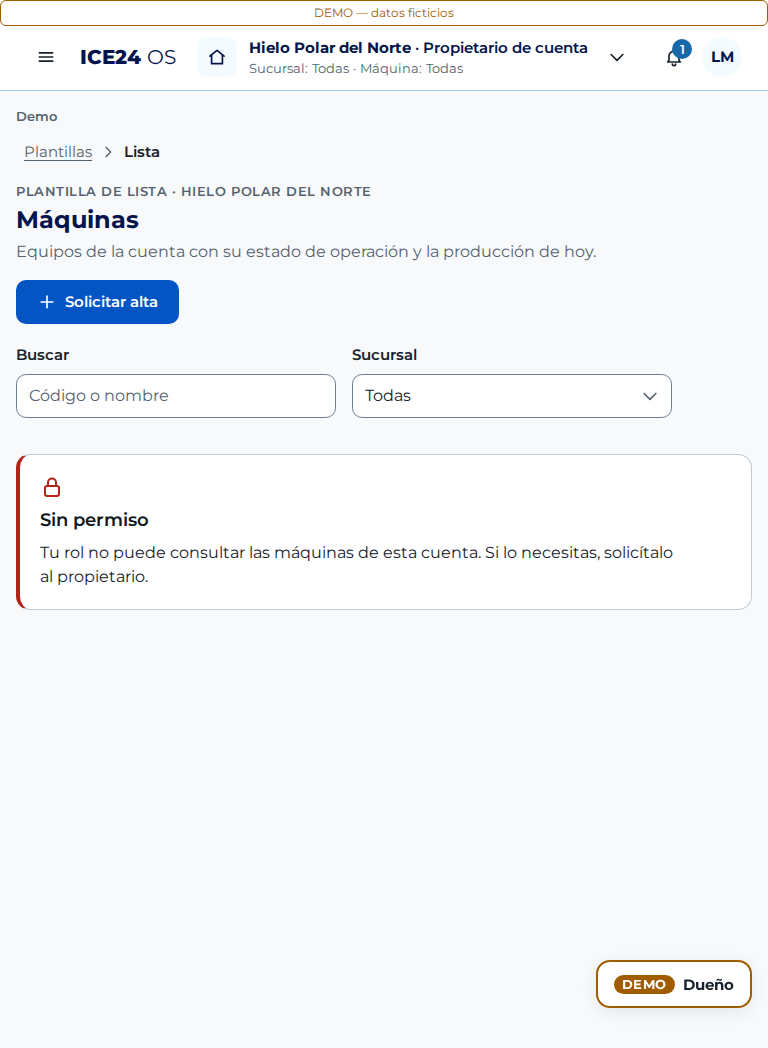 DEMO — datos ficticios
ICE24 OS
Hielo Polar del Norte · Propietario de cuenta
Sucursal: Todas · Máquina: Todas
1
LM
Demo
Plantillas > Lista
PLANTILLA DE LISTA · HIELO POLAR DEL NORTE
Máquinas
Equipos de la cuenta con su estado de operación y la producción de hoy.
+ Solicitar alta
Buscar
Código o nombre
Sucursal
Todas
Sin permiso
Tu rol no puede consultar las máquinas de esta cuenta. Si lo necesitas, solicítalo
al propietario.
DEMO Dueño